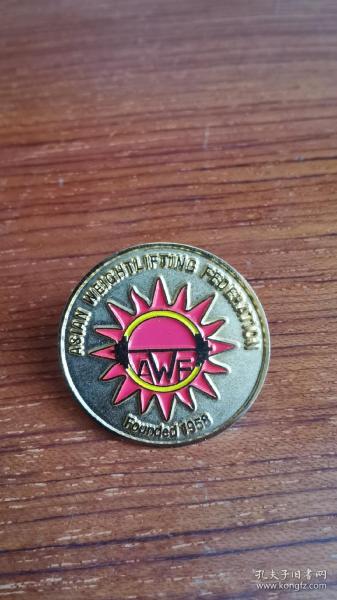 ASIAN WEIGHTLIFTING FEDERATION
AWF
Founded 1958
孔夫子旧书网
www.kongfz.com